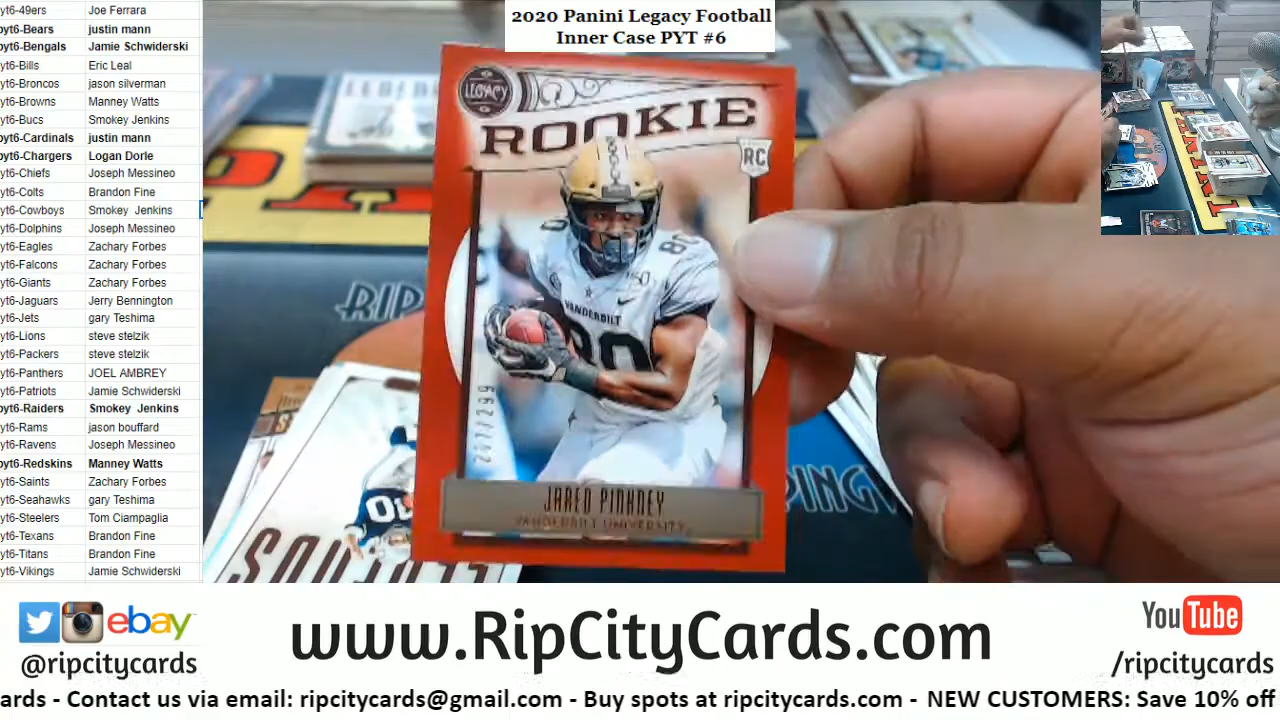 2020 Panini Legacy Football
Inner Case PYT #6
yt6-49ers Joe Ferrara
yt6-Bears justin mann
yt6-Bengals Jamie Schwiderski
yt6-Bills Eric Leal
yt6-Broncos jason silverman
yt6-Browns Manney Watts
yt6-Bucs Smokey Jenkins
yt6-Cardinals justin mann
yt6-Chargers Logan Dorle
yt6-Chiefs Joseph Messineo
yt6-Colts Brandon Fine
yt6-Cowboys Smokey Jenkins
yt6-Dolphins Joseph Messineo
yt6-Eagles Zachary Forbes
yt6-Falcons Zachary Forbes
yt6-Giants Zachary Forbes
yt6-Jaguars Jerry Bennington
yt6-Jets gary Teshima
yt6-Lions steve stelzik
yt6-Packers steve stelzik
yt6-Panthers JOEL AMBREY
yt6-Patriots Jamie Schwiderski
yt6-Raiders Smokey Jenkins
yt6-Rams jason bouffard
yt6-Ravens Joseph Messineo
yt6-Redskins Manney Watts
yt6-Saints Zachary Forbes
yt6-Seahawks gary Teshima
yt6-Steelers Tom Ciampaglia
yt6-Texans Brandon Fine
yt6-Titans Brandon Fine
yt6-Vikings Jamie Schwiderski
LEGACY
ROOKIE
RC
80
VANDERBILT
80
JARED PINKNEY
VANDERBILT UNIVERSITY
RIP
PING
ebay
@ripcitycards
www.RipCityCards.com
YouTube
/ripcitycards
ards - Contact us via email: ripcitycards@gmail.com - Buy spots at ripcitycards.com - NEW CUSTOMERS: Save 10% off